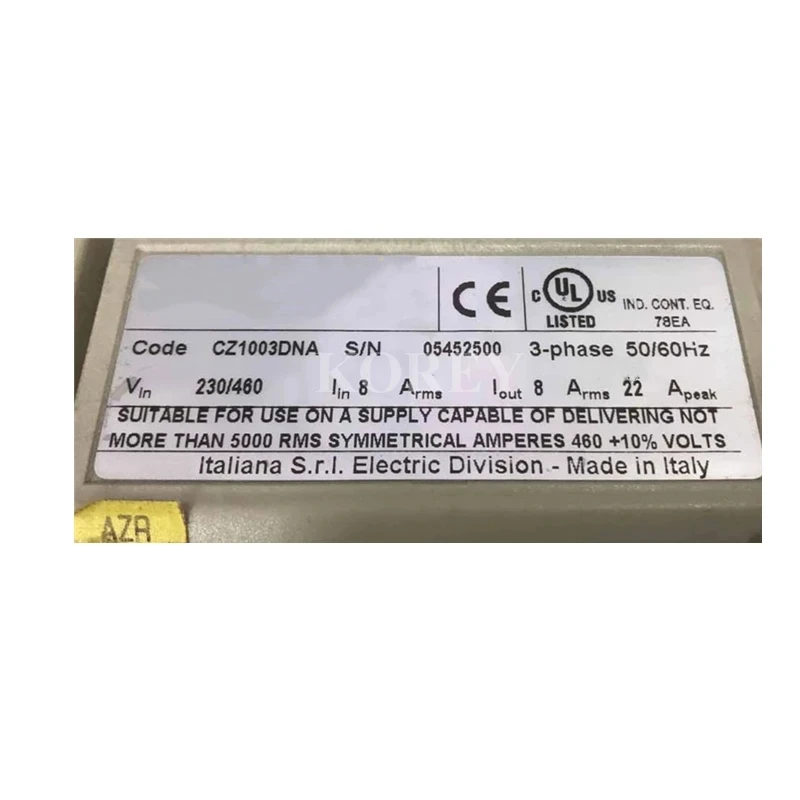 CE
C UL US
LISTED
IND. CONT. EQ.
78EA
Code CZ1003DNA S/N 05452500 3-phase 50/60Hz
Vin 230/460 Iin 8 Arms Iout 8 Arms 22 Apeak
KOREY
SUITABLE FOR USE ON A SUPPLY CAPABLE OF DELIVERING NOT
MORE THAN 5000 RMS SYMMETRICAL AMPERES 460 +10% VOLTS
Italiana S.r.l. Electric Division - Made in Italy
AZA